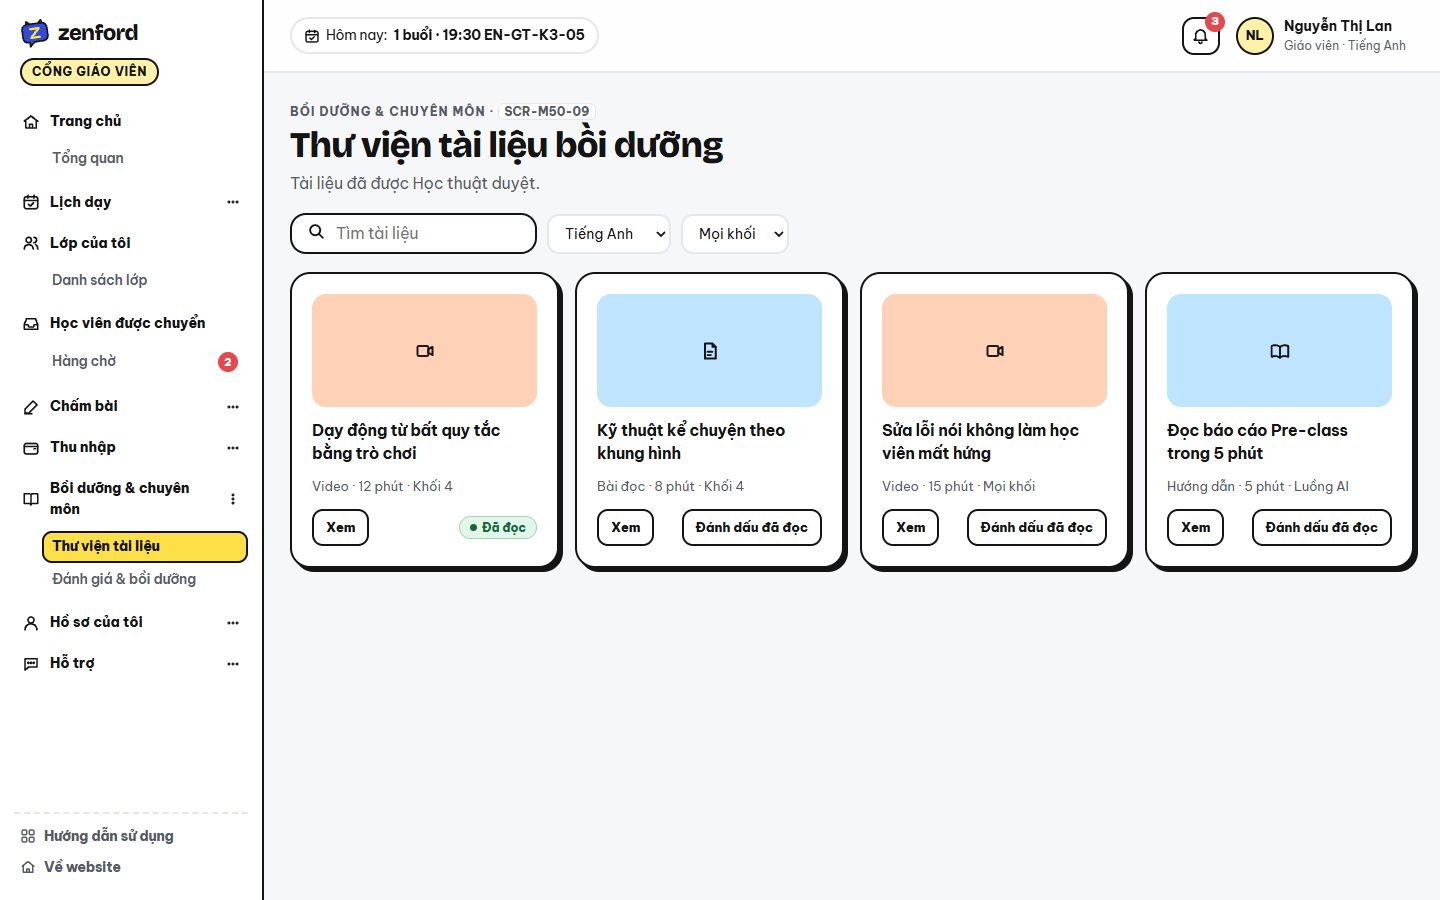 zenford
CỔNG GIÁO VIÊN
Trang chủ
Tổng quan
Lịch dạy
Lớp của tôi
Danh sách lớp
Học viên được chuyển
Hàng chờ 2
Chấm bài
Thu nhập
Bồi dưỡng & chuyên
môn
Thư viện tài liệu
Đánh giá & bồi dưỡng
Hồ sơ của tôi
Hỗ trợ
Hướng dẫn sử dụng
Về website
Hôm nay: 1 buổi · 19:30 EN-GT-K3-05
3
NL
Nguyễn Thị Lan
Giáo viên · Tiếng Anh
BỒI DƯỠNG & CHUYÊN MÔN · SCR-M50-09
Thư viện tài liệu bồi dưỡng
Tài liệu đã được Học thuật duyệt.
Tìm tài liệu
Tiếng Anh
Mọi khối
Dạy động từ bất quy tắc
bằng trò chơi
Video · 12 phút · Khối 4
Xem
Đã đọc
Kỹ thuật kể chuyện theo
khung hình
Bài đọc · 8 phút · Khối 4
Xem
Đánh dấu đã đọc
Sửa lỗi nói không làm học
viên mất hứng
Video · 15 phút · Mọi khối
Xem
Đánh dấu đã đọc
Đọc báo cáo Pre-class
trong 5 phút
Hướng dẫn · 5 phút · Luồng AI
Xem
Đánh dấu đã đọc